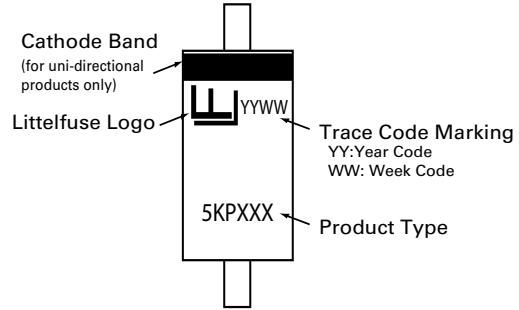 Cathode Band
(for uni-directional
products only)
Littelfuse Logo
YYWW
Trace Code Marking
YY:Year Code
WW: Week Code
5KPXXX
Product Type